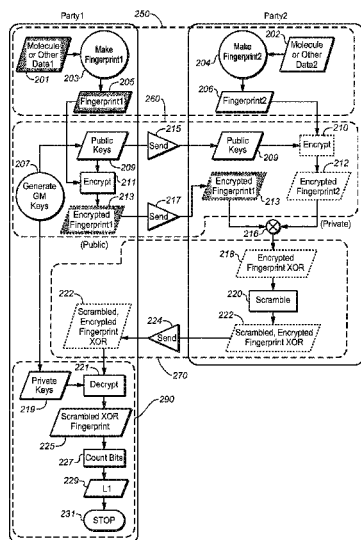 Party1
250
Party2
Molecule
or Other
Data1
201
Make
Fingerprint1
203
205
Fingerprint1
Make
Fingerprint2
204
202
Molecule
or Other
Data2
206
Fingerprint2
260
207
Generate
GM
Keys
Public
Keys
209
215
Send
Public
Keys
209
210
Encrypt
Encrypt
211
213
Encrypted
Fingerprint1
(Public)
217
Send
Encrypted
Fingerprint1
213
212
Encrypted
Fingerprint2
(Private)
216
218
Encrypted
Fingerprint XOR
220
Scramble
222
Scrambled, Encrypted
Fingerprint XOR
224
Send
222
Scrambled,
Encrypted
Fingerprint
XOR
270
221
Decrypt
Private
Keys
219
290
Scrambled XOR
Fingerprint
225
Count Bits
227
L1
229
STOP
231